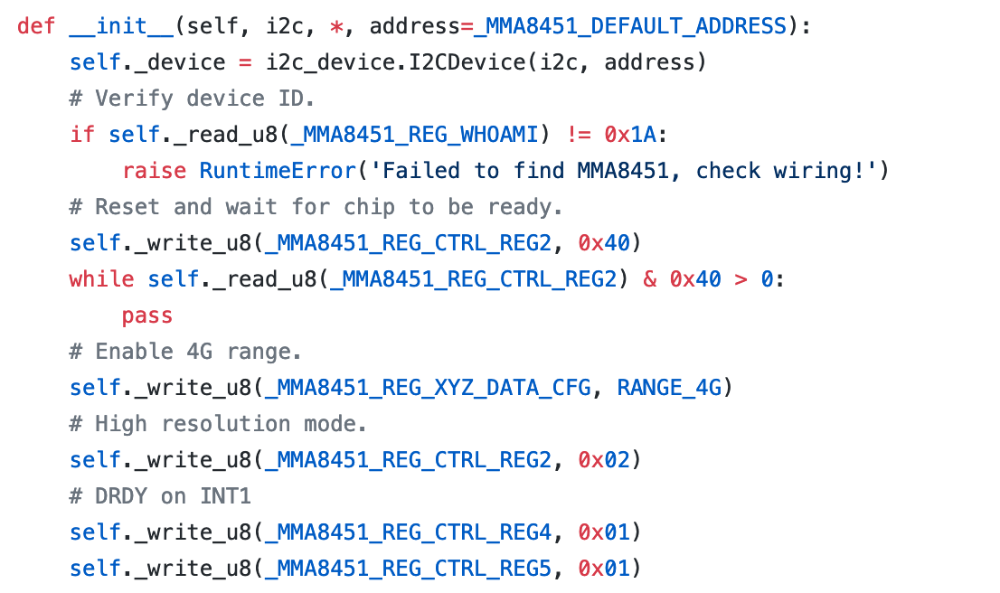 def __init__(self, i2c, *, address=_MMA8451_DEFAULT_ADDRESS):
    self._device = i2c_device.I2CDevice(i2c, address)
    # Verify device ID.
    if self._read_u8(_MMA8451_REG_WHOAMI) != 0x1A:
        raise RuntimeError('Failed to find MMA8451, check wiring!')
    # Reset and wait for chip to be ready.
    self._write_u8(_MMA8451_REG_CTRL_REG2, 0x40)
    while self._read_u8(_MMA8451_REG_CTRL_REG2) & 0x40 > 0:
        pass
    # Enable 4G range.
    self._write_u8(_MMA8451_REG_XYZ_DATA_CFG, RANGE_4G)
    # High resolution mode.
    self._write_u8(_MMA8451_REG_CTRL_REG2, 0x02)
    # DRDY on INT1
    self._write_u8(_MMA8451_REG_CTRL_REG4, 0x01)
    self._write_u8(_MMA8451_REG_CTRL_REG5, 0x01)